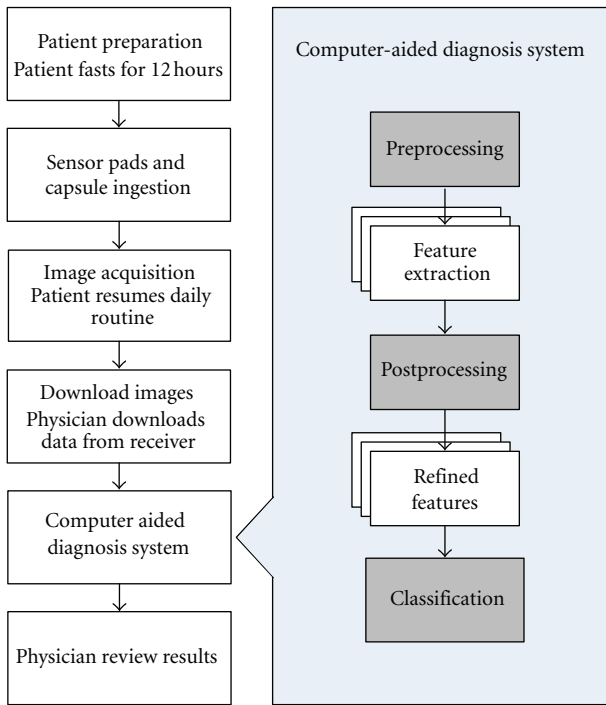 Patient preparation
Patient fasts for 12 hours
Sensor pads and
capsule ingestion
Image acquisition
Patient resumes daily
routine
Download images
Physician downloads
data from receiver
Computer aided
diagnosis system
Physician review results
Computer-aided diagnosis system
Preprocessing
Feature
extraction
Postprocessing
Refined
features
Classification